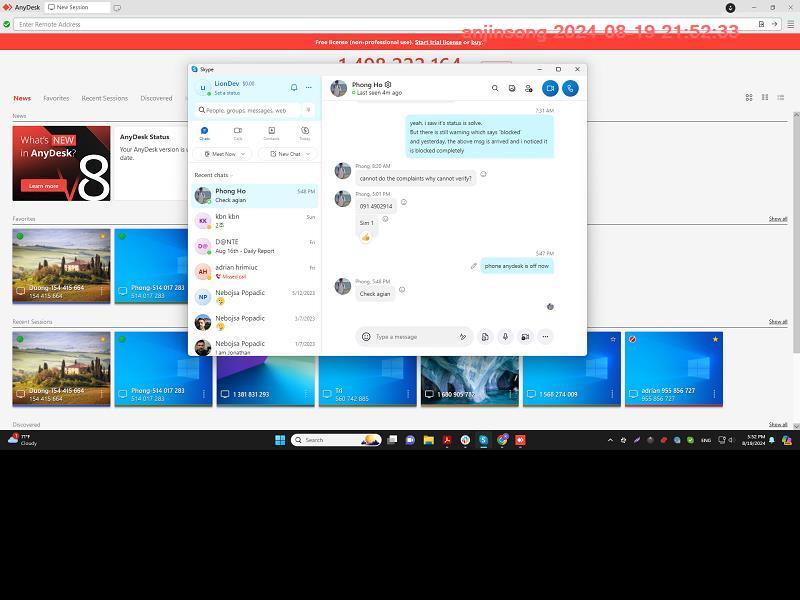 AnyDesk
New Session
Enter Remote Address
anjinsong 2024-08-19 21:52:33
Free license (non-professional use). Start trial license or buy.
News
Favorites
Recent Sessions
Discovered
News
What's NEW
in AnyDesk?
8
Learn more
AnyDesk Status
Your AnyDesk version is
date.
Favorites
Show all
Duong-154 415 664
154 415 664
Phong-514 017 283
514 017 283
Recent Sessions
Show all
Duong-154 415 664
154 415 664
Phong-514 017 283
514 017 283
1 381 831 293
Td
560 742 885
1 680 905 782
1 568 274 009
adrian 955 856 727
955 856 727
Discovered
Show all
Skype
LI
LionDev
$0.00
Set a status
People, groups, messages, web
Chats
Calls
Contacts
Today
Meet Now
New Chat
Recent chats
Phong Ho
5:48 PM
Check agian
KK
kbn kbn
Sun
D@
D@NTE
Fri
Aug 16th - Daily Report
AH
adrian hrimiuc
Fri
Missed call
NP
Nebojsa Popadic
5/12/2023
Nebojsa Popadic
3/7/2023
Nebojsa Popadic
1/7/2023
I am Jonathan
Phong Ho
Last seen 4m ago
7:31 AM
yeah, i saw it's status is solve.
But there is still warning which says 'blocked'
and yesterday, the above msg is arrived and i noticed it
is blocked completely
Phong, 8:20 AM
cannot do the complaints why cannot verify?
Phong, 5:01 PM
091 4902914
Sim 1
5:47 PM
phone anydesk is off now
Phong, 5:48 PM
Check agian
Type a message
77°F
Cloudy
Search
ENG
5:52 PM
8/19/2024